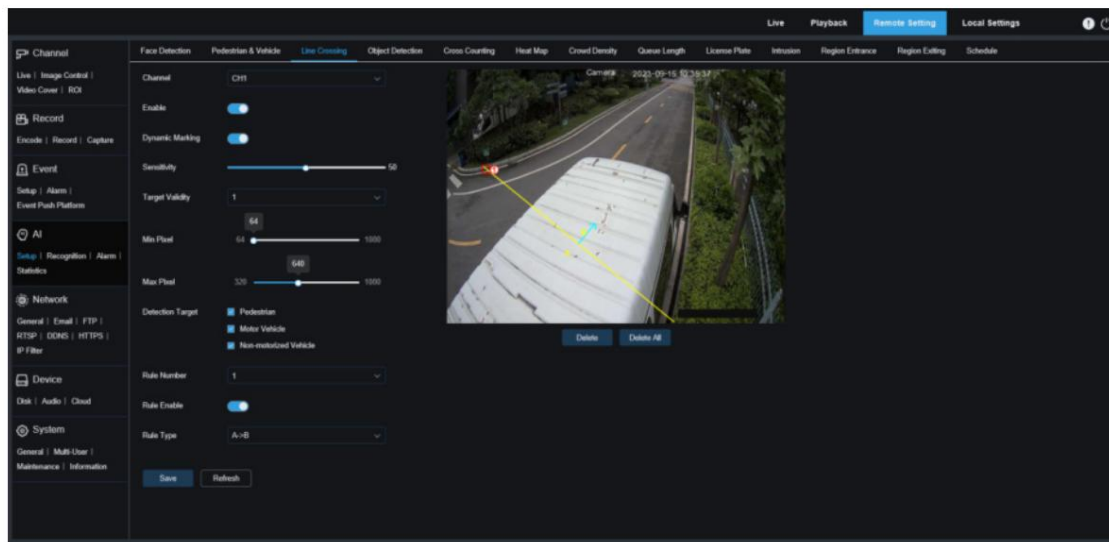 Live Playback Remote Setting Local Settings
Channel
Live | Image Control |
Video Cover | ROI
Record
Encode | Record | Capture
Event
Setup | Alarm |
Event Push Platform
AI
Setup | Recognition | Alarm |
Statistics
Network
General | Email | FTP |
RTSP | DDNS | HTTPS |
IP Filter
Device
Disk | Audio | Cloud
System
General | Multi-User |
Maintenance | Information
Face Detection Pedestrian & Vehicle Line Crossing Object Detection Cross Counting Heat Map Crowd Density Queue Length License Plate Intrusion Region Entrance Region Exiting Schedule
Channel CH1
Enable
Dynamic Marking
Sensitivity 50
Target Validity 1
64
Min Pixel 64 1080
640
Max Pixel 320 1080
Detection Target Pedestrian
Motor Vehicle
Non-motorized Vehicle
Rule Number 1
Rule Enable
Rule Type A->B
Save Refresh
Camera 2023-09-15
Delete Delete All